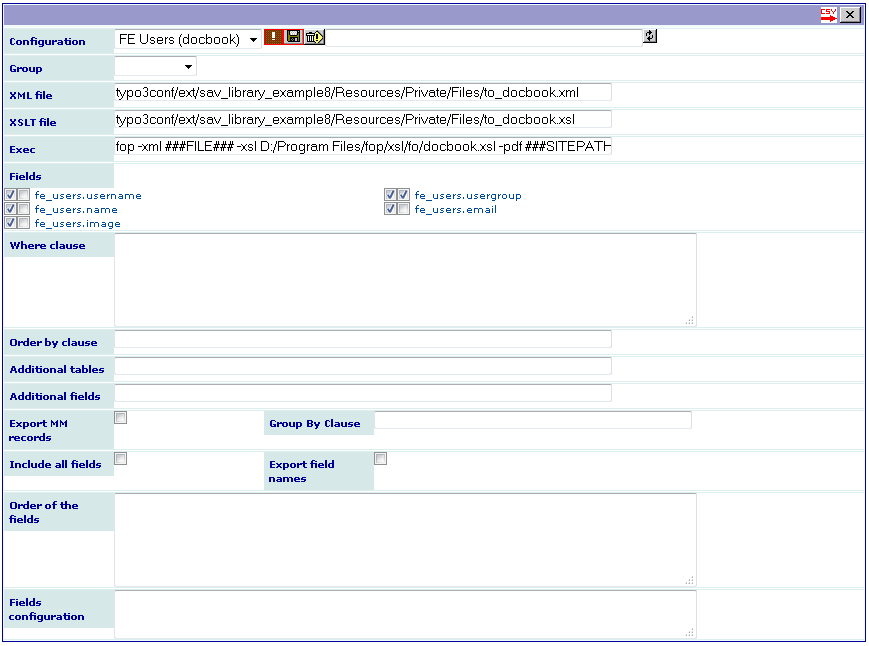 CSV
Configuration FE Users (docbook)
Group
XML file typo3conf/ext/sav_library_example8/Resources/Private/Files/to_docbook.xml
XSLT file typo3conf/ext/sav_library_example8/Resources/Private/Files/to_docbook.xsl
Exec fop -xml ###FILE### -xsl D:/Program Files/fop/xsl/fo/docbook.xsl -pdf ###SITEPATH
Fields
fe_users.username fe_users.usergroup
fe_users.name fe_users.email
fe_users.image
Where clause
Order by clause
Additional tables
Additional fields
Export MM
records
Group By Clause
Include all fields
Export field
names
Order of the
fields
Fields
configuration